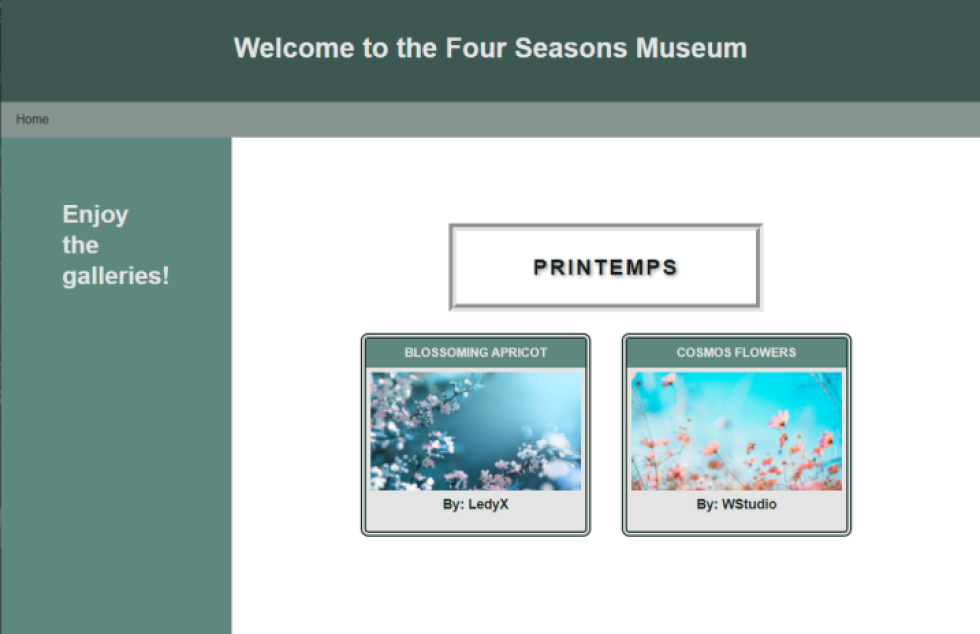 Welcome to the Four Seasons Museum
Home
Enjoy
the
galleries!
PRINTEMPS
BLOSSOMING APRICOT
COSMOS FLOWERS
By: LedyX
By: WStudio